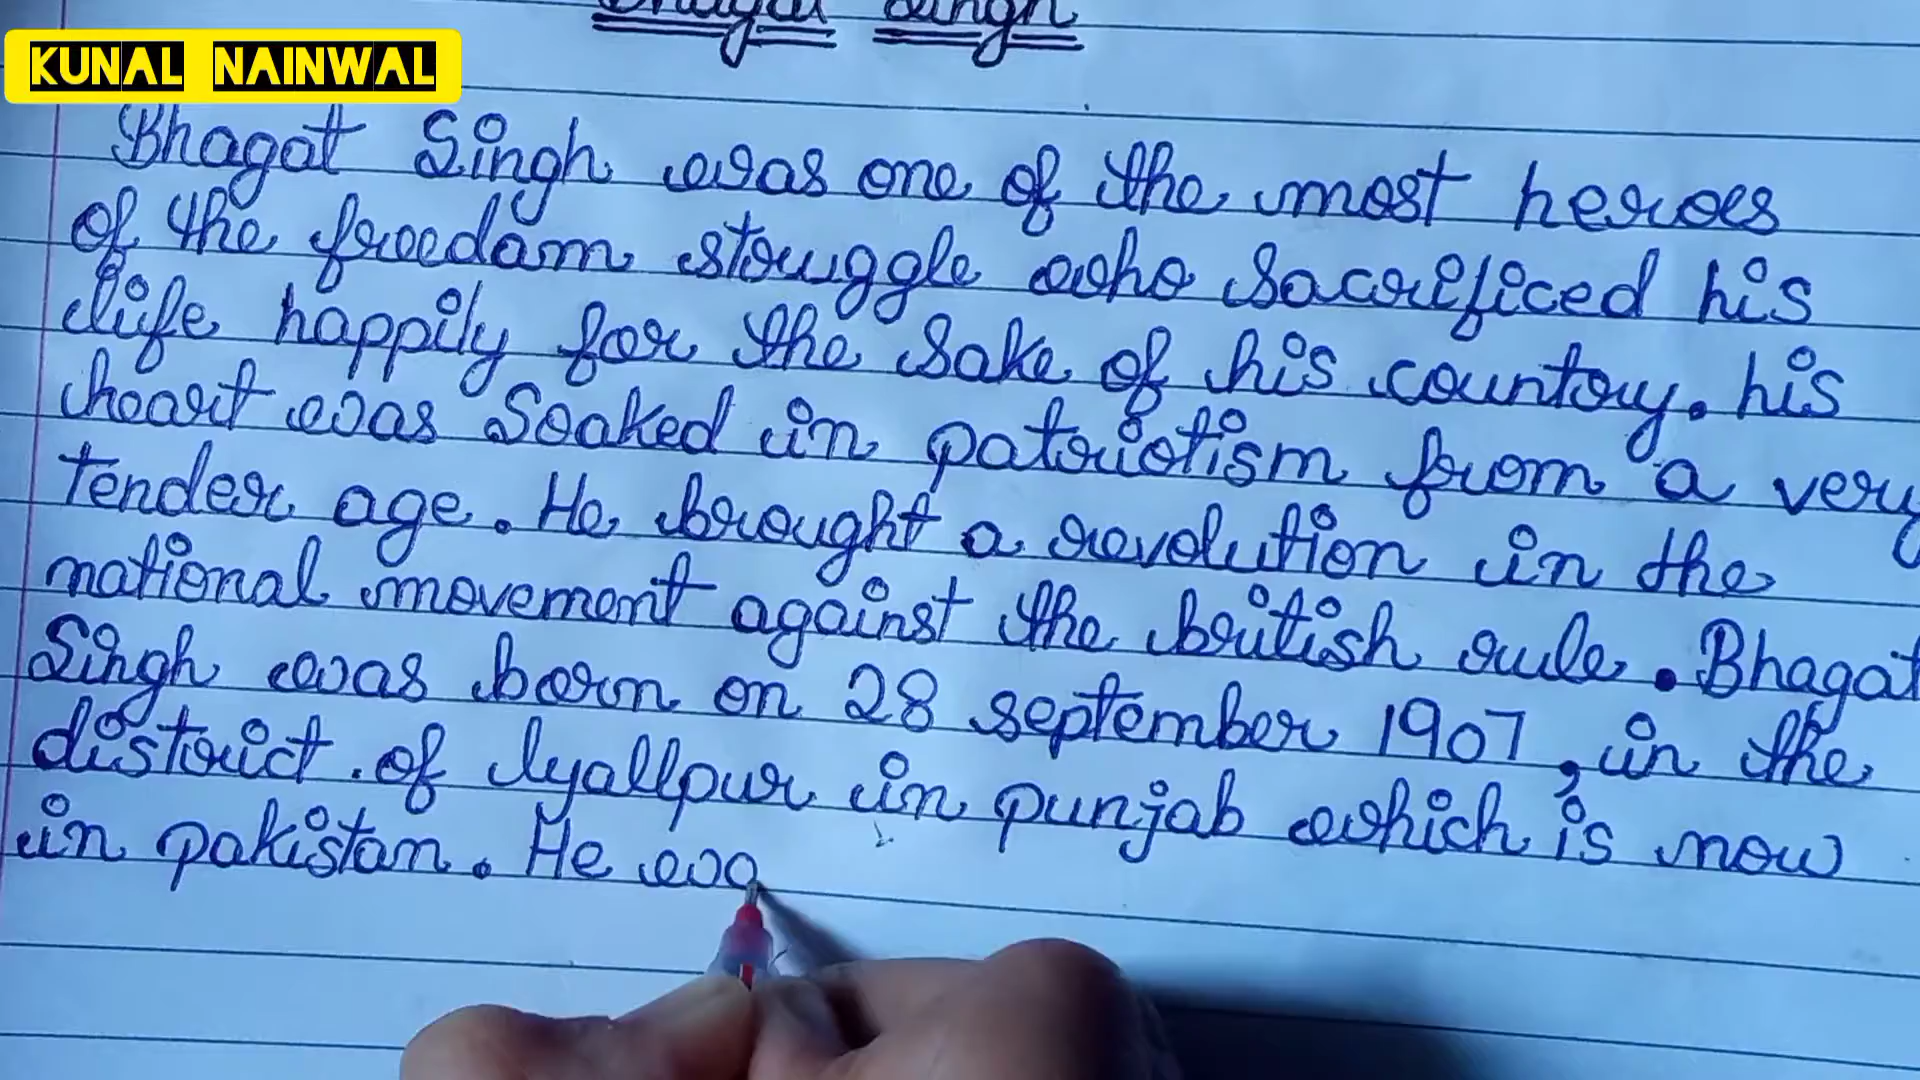 Bhagat Singh
KUNAL NAINWAL
Bhagat Singh was one of the most heroes
of the freedom struggle who sacrificed his
life happily for the sake of his country. his
heart was soaked in patriotism from a very
tender age. He brought a revolution in the
national movement against the british rule. Bhagat
Singh was born on 28 september 1907, in the
district. of lyallpur in punjab which is now
in pakistan. He wa